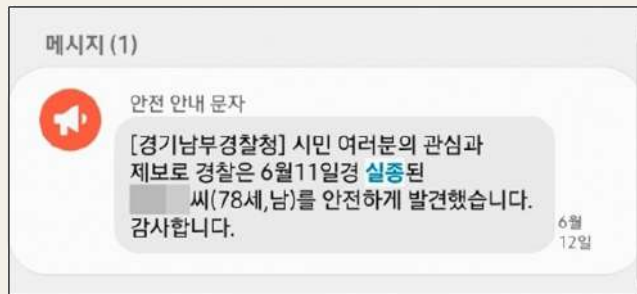 메시지 (1)
안전 안내 문자
[경기남부경찰청] 시민 여러분의 관심과
제보로 경찰은 6월11일경 실종된
씨(78세,남)를 안전하게 발견했습니다.
감사합니다.
6월
12일